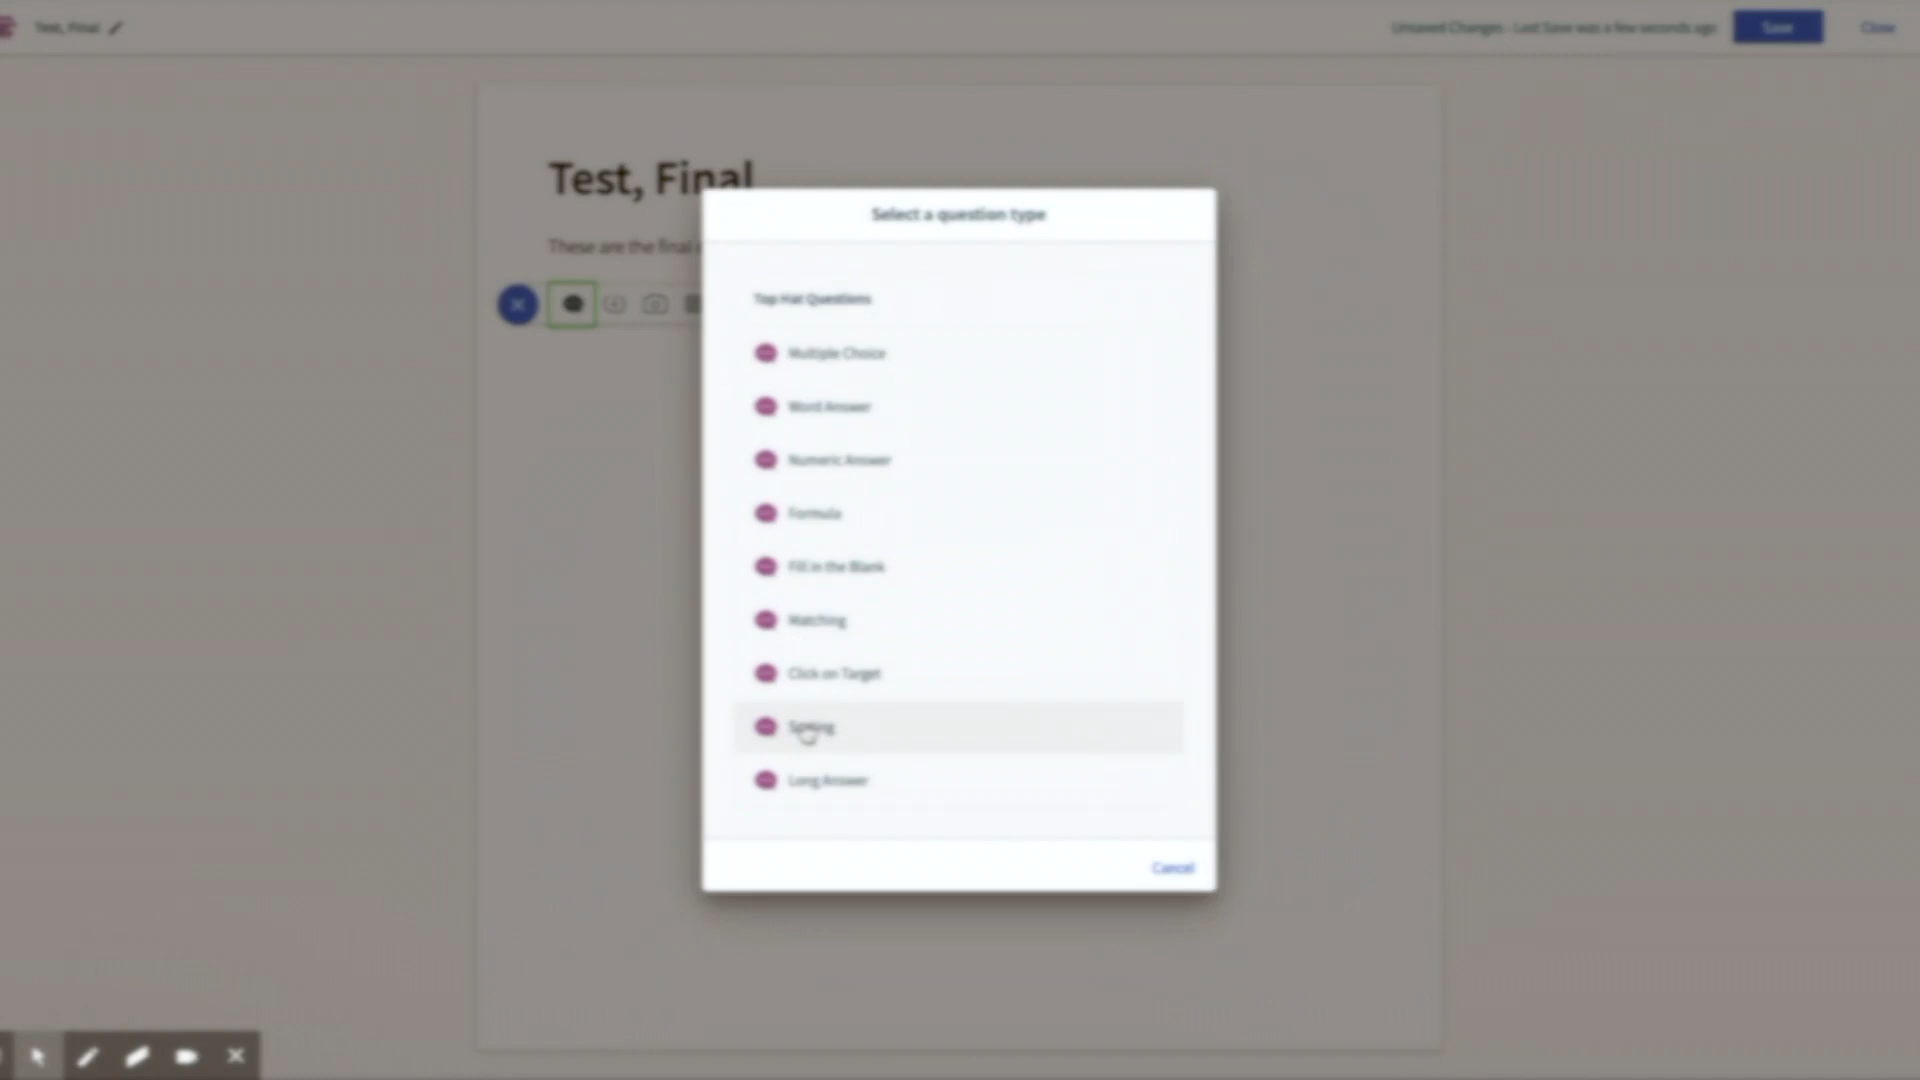 Test, Final
Unsaved Changes - Last Save was a few seconds ago
Save
Close
Test, Final
These are the final
Select a question type
Top Hat Questions
Multiple Choice
Word Answer
Numeric Answer
Formula
Fill in the Blank
Matching
Click on Target
Sorting
Long Answer
Cancel